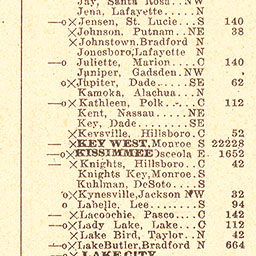 Jay, Santa Rosa..NW
Jena, Lafayette.....N
—o×Jensen, St. Lucie...S 140
×Johnson, Putnam..NE 38
×Johnstown, Bradford N
Jonesboro, Lafayette N
—o Juliette, Marion....C 140
Juniper, Gadsden.NW
o×Jupiter, Dade.....SE 62
Kamoka, Alachua...N
—o×Kathleen, Polk....C 112
Kent, Nassau.....NE
Key, Dade........SE
×Keysville, Hillsboro.C 52
—×KEY WEST, Monroe S 22228
—o×KISSIMMEE Osceola E. 1652
—×Knights, Hillsboro..C 42
Knights Key, Monroe S
Kuhlman, DeSoto....S
o×Kynesville, Jackson NW 32
o Labelle, Lee........S 94
—×Lacoochie, Pasco....C 142
—o×Lady Lake, Lake....C 112
—×Lake Bird, Taylor..N 42
—o×LakeButler, Bradford N 664
LAKE CITY,